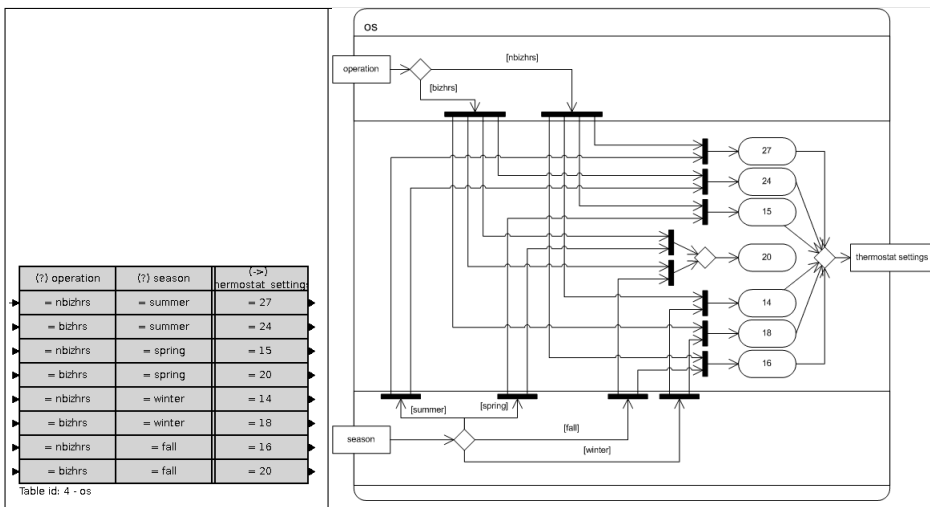 (?) operation (?) season (->) hermostat settings
= nbizhrs = summer = 27
= bizhrs = summer = 24
= nbizhrs = spring = 15
= bizhrs = spring = 20
= nbizhrs = winter = 14
= bizhrs = winter = 18
= nbizhrs = fall = 16
= bizhrs = fall = 20
Table id: 4 - os
os
operation
[nbizhrs]
[bizhrs]
27
24
15
20
thermostat settings
14
18
16
[summer]
[spring]
[fall]
season
[winter]